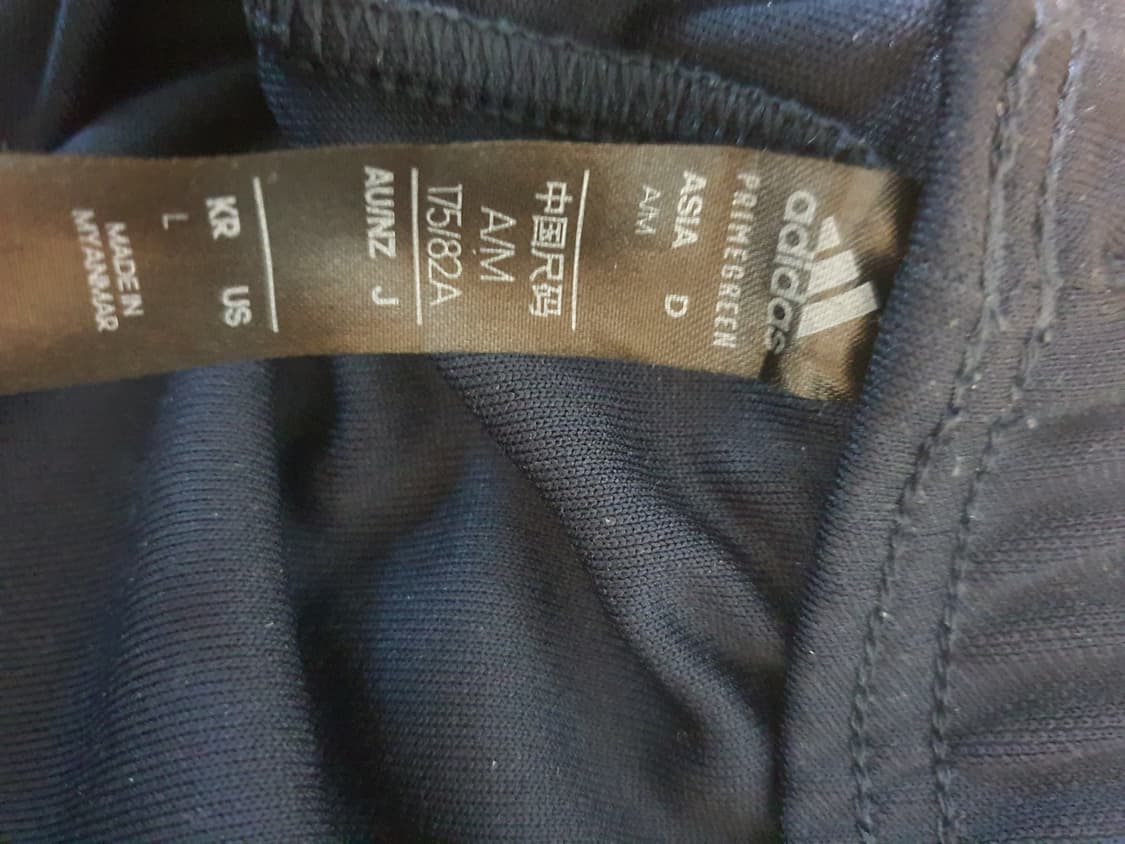 adidas
PRIMEGREEN
ASIA D
A/M
中国尺码
A/M
175/82A
AU/NZ J
KR US
L
MADE IN
MYANMAR